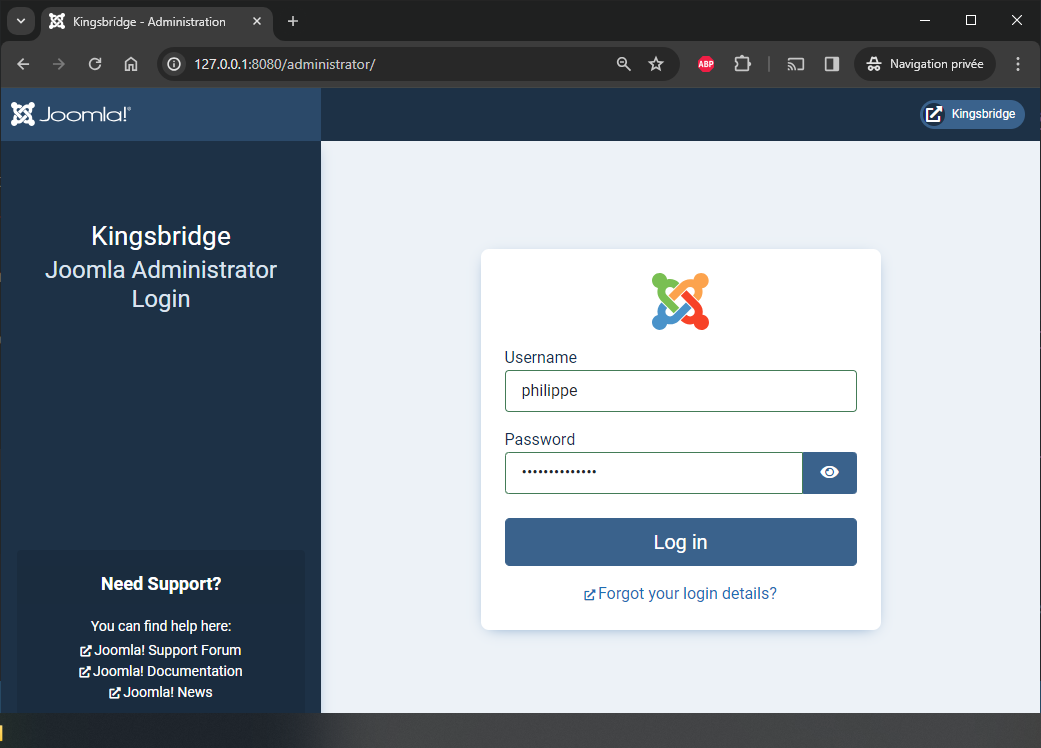 Kingsbridge - Administration
127.0.0.1:8080/administrator/
ABP
Navigation privée
Joomla!®
Kingsbridge
Kingsbridge
Joomla Administrator
Login
Username
philippe
Password
••••••••••••••
Log in
Forgot your login details?
Need Support?
You can find help here:
Joomla! Support Forum
Joomla! Documentation
Joomla! News